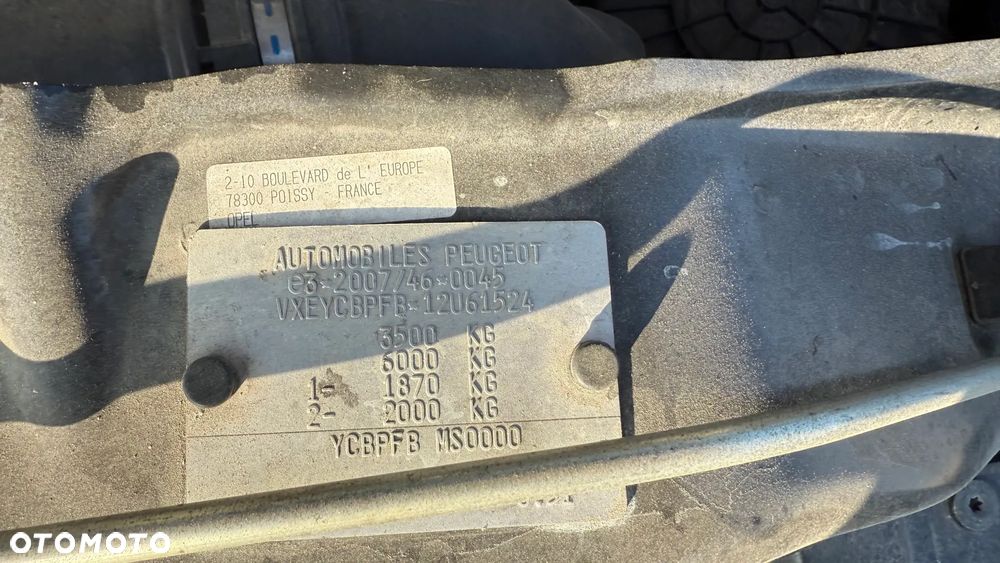 2-10 BOULEVARD de L' EUROPE
78300 POISSY - FRANCE
OPEL
AUTOMOBILES PEUGEOT
e3*2007/46*0045
VXEYCBPFB-12U61524
3500 KG
6000 KG
1- 1870 KG
2- 2000 KG
YCBPFB MS0000
OTOMOTO